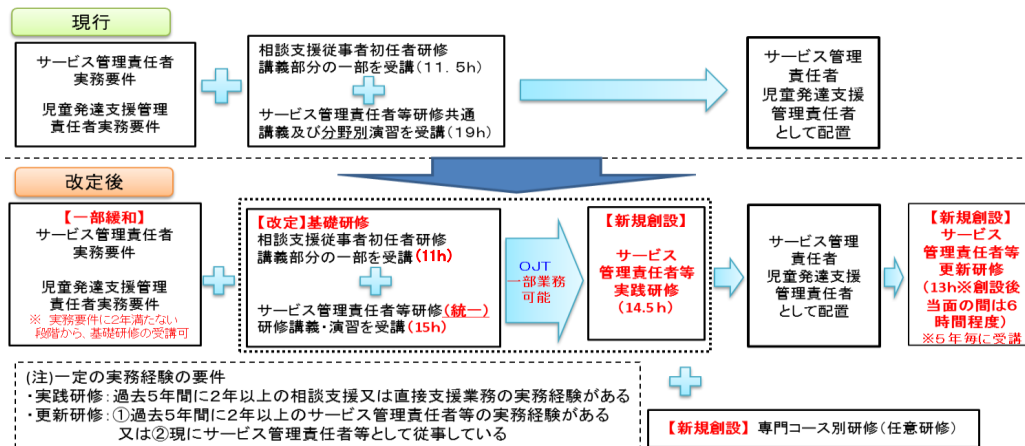 現行
サービス管理責任者
実務要件
児童発達支援管理
責任者実務要件
相談支援従事者初任者研修
講義部分の一部を受講(11.5h)
サービス管理責任者等研修共通
講義及び分野別演習を受講(19h)
サービス管理
責任者
児童発達支援
管理責任者
として配置
改定後
【一部緩和】
サービス管理責任者
実務要件
児童発達支援管理
責任者実務要件
※ 実務要件に2年満たない
段階から、基礎研修の受講可
【改定】基礎研修
相談支援従事者初任者研修
講義部分の一部を受講(11h)
サービス管理責任者等研修(統一)
研修講義・演習を受講(15h)
OJT
一部業務
可能
【新規創設】
サービス
管理責任者等
実践研修
(14.5h)
サービス管理
責任者
児童発達支援
管理責任者
として配置
【新規創設】
サービス
管理責任者等
更新研修
(13h※創設後
当面の間は6
時間程度)
※5年毎に受講
(注)一定の実務経験の要件
・実践研修:過去5年間に2年以上の相談支援又は直接支援業務の実務経験がある
・更新研修:①過去5年間に2年以上のサービス管理責任者等の実務経験がある
又は②現にサービス管理責任者等として従事している
【新規創設】専門コース別研修(任意研修)